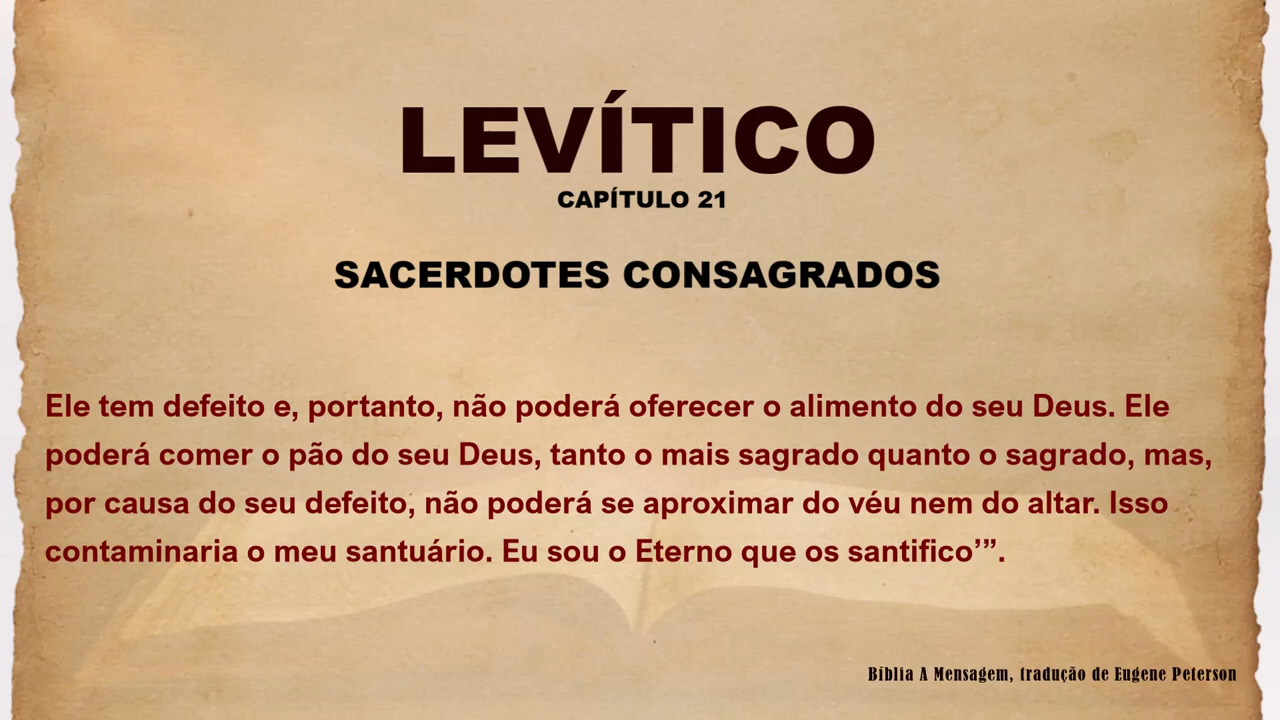 LEVÍTICO
CAPÍTULO 21
SACERDOTES CONSAGRADOS
Ele tem defeito e, portanto, não poderá oferecer o alimento do seu Deus. Ele
poderá comer o pão do seu Deus, tanto o mais sagrado quanto o sagrado, mas,
por causa do seu defeito, não poderá se aproximar do véu nem do altar. Isso
contaminaria o meu santuário. Eu sou o Eterno que os santifico’”.
Bíblia A Mensagem, tradução de Eugene Peterson